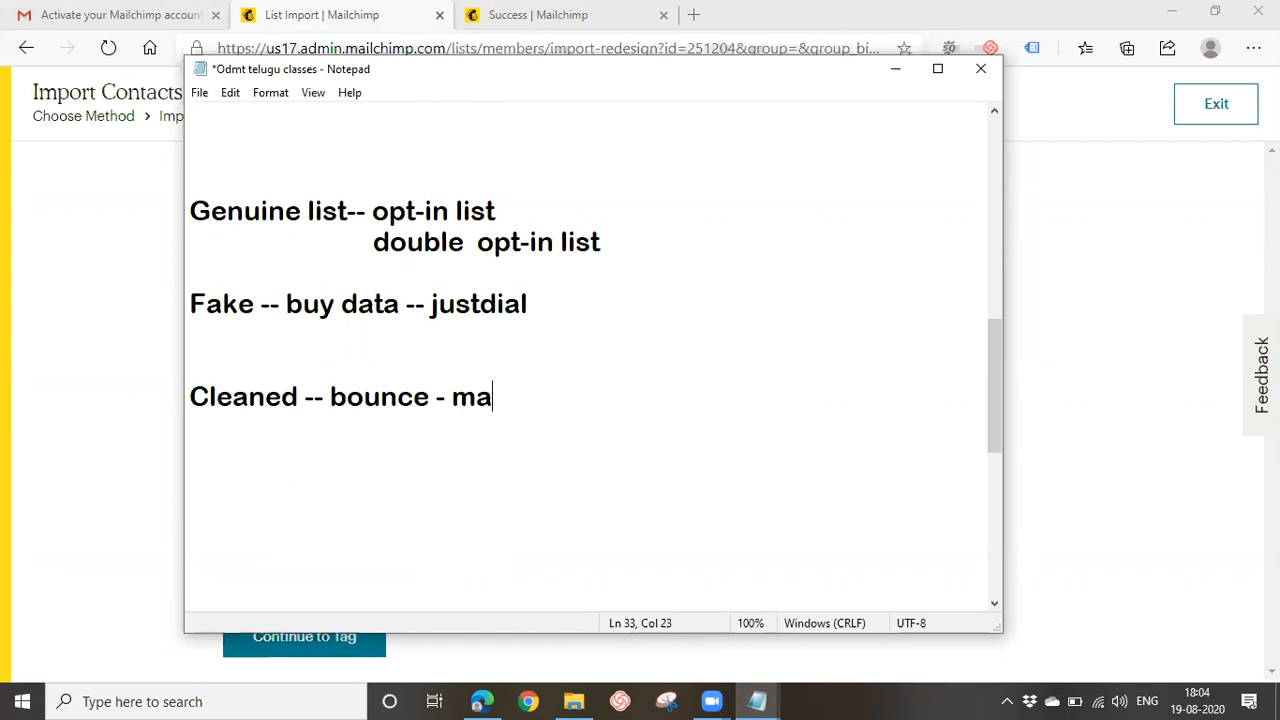 Activate your Mailchimp accoun
List Import | Mailchimp
Success | Mailchimp
https://us17.admin.mailchimp.com/lists/members/import-redesign?id=251204&group=&group_bi...
Import Contacts
Choose Method > Imp
Exit
*Odmt telugu classes - Notepad
File Edit Format View Help
Genuine list-- opt-in list
double opt-in list
Fake -- buy data -- justdial
Cleaned -- bounce - ma
Ln 33, Col 23 100% Windows (CRLF) UTF-8
Continue to Tag
Feedback
Type here to search
ENG
18:04
19-08-2020